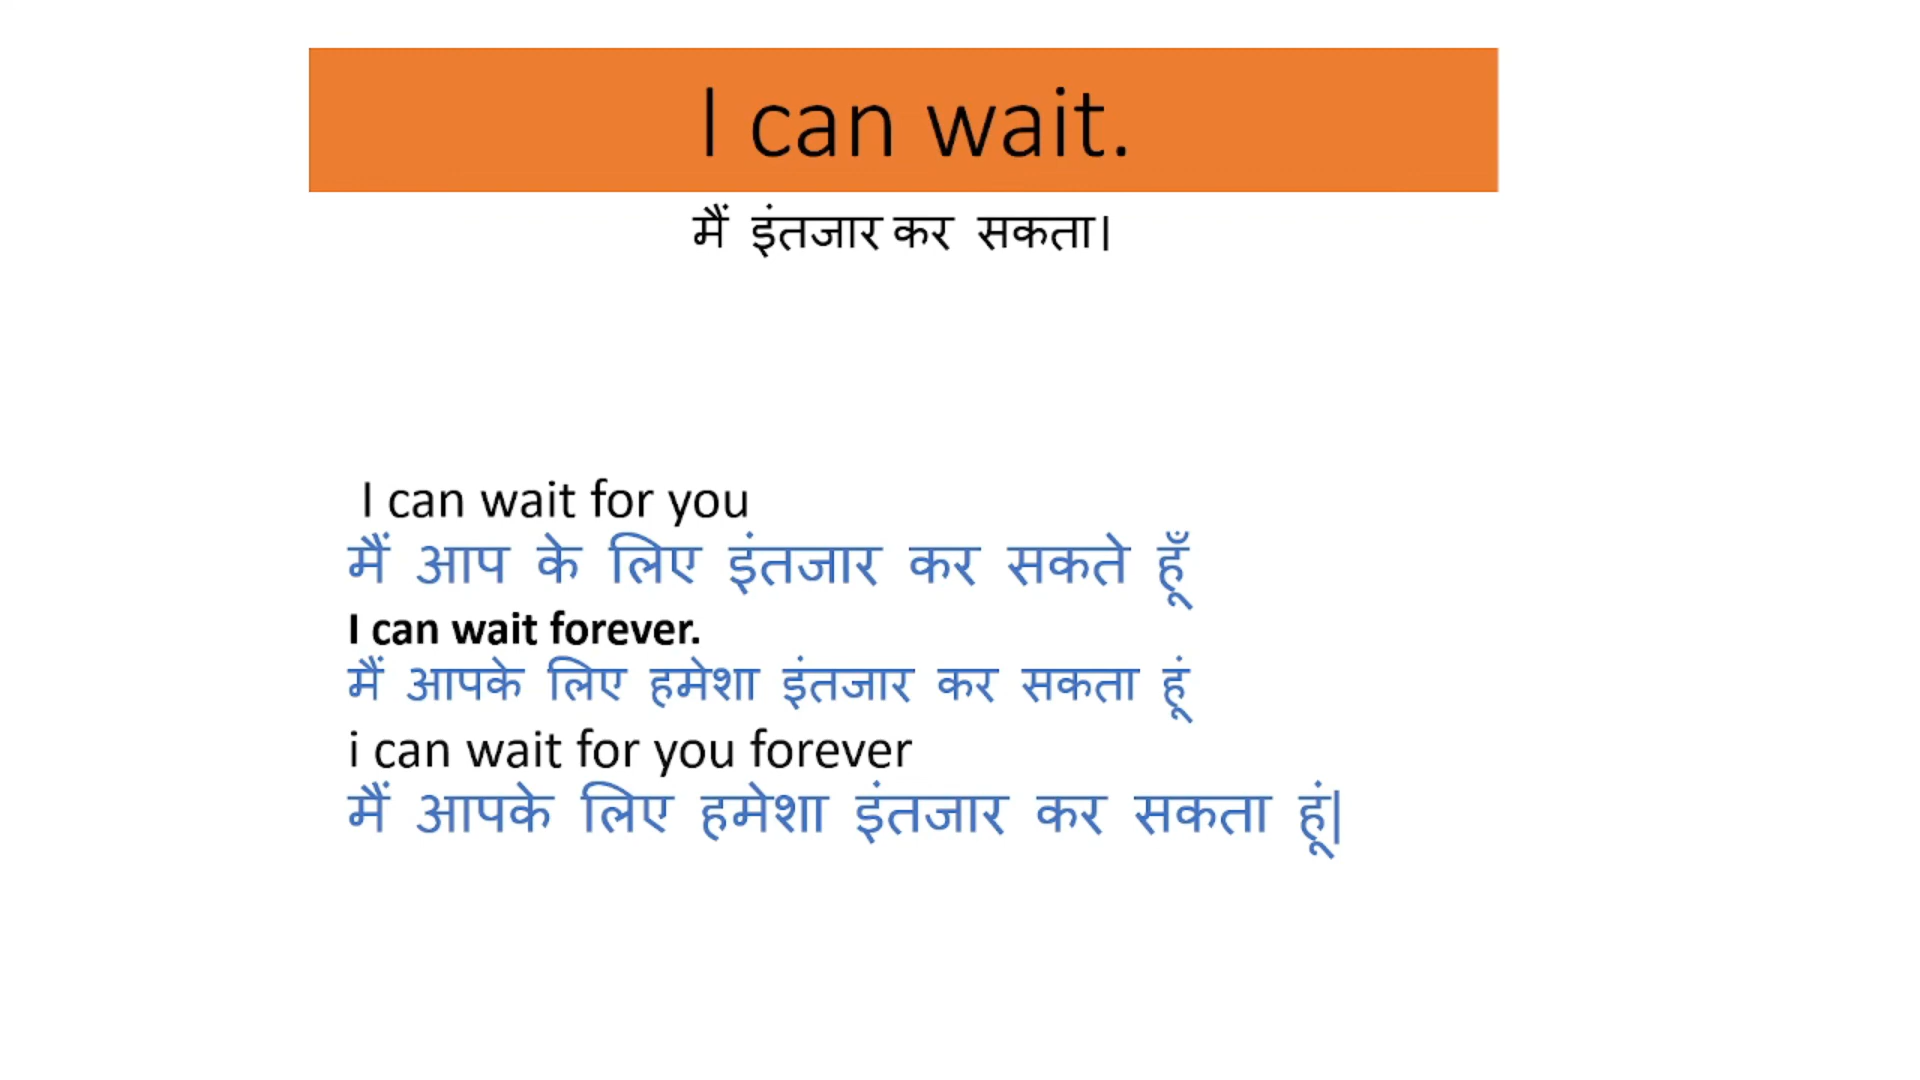 I can wait.
मैं इंतजार कर सकता।
I can wait for you
मैं आप के लिए इंतजार कर सकते हूँ
I can wait forever.
मैं आपके लिए हमेशा इंतजार कर सकता हूं
i can wait for you forever
मैं आपके लिए हमेशा इंतजार कर सकता हूं|